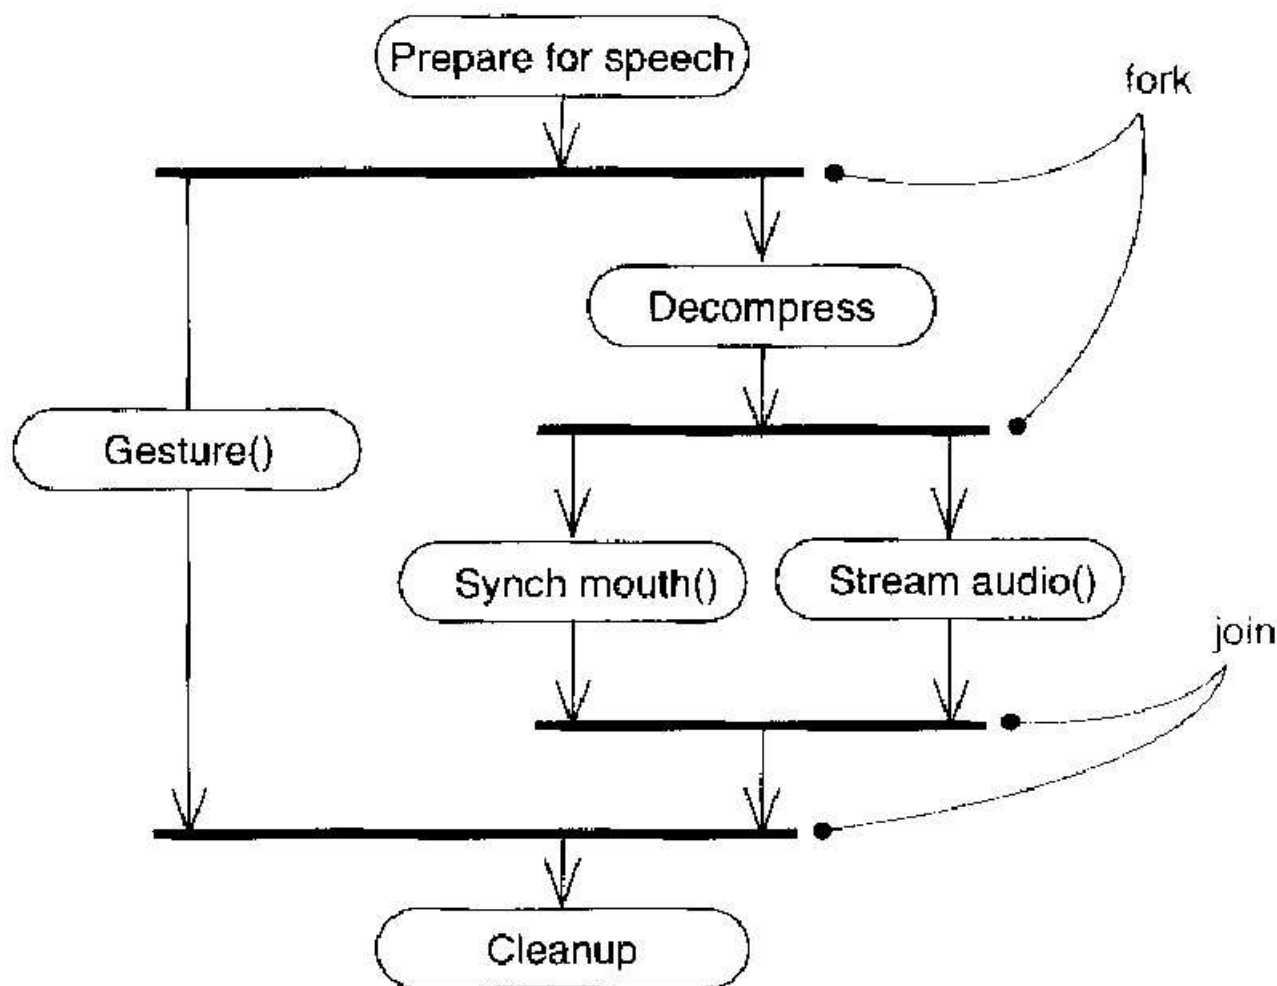 Prepare for speech
fork
Decompress
Gesture()
Synch mouth()
Stream audio()
join
Cleanup